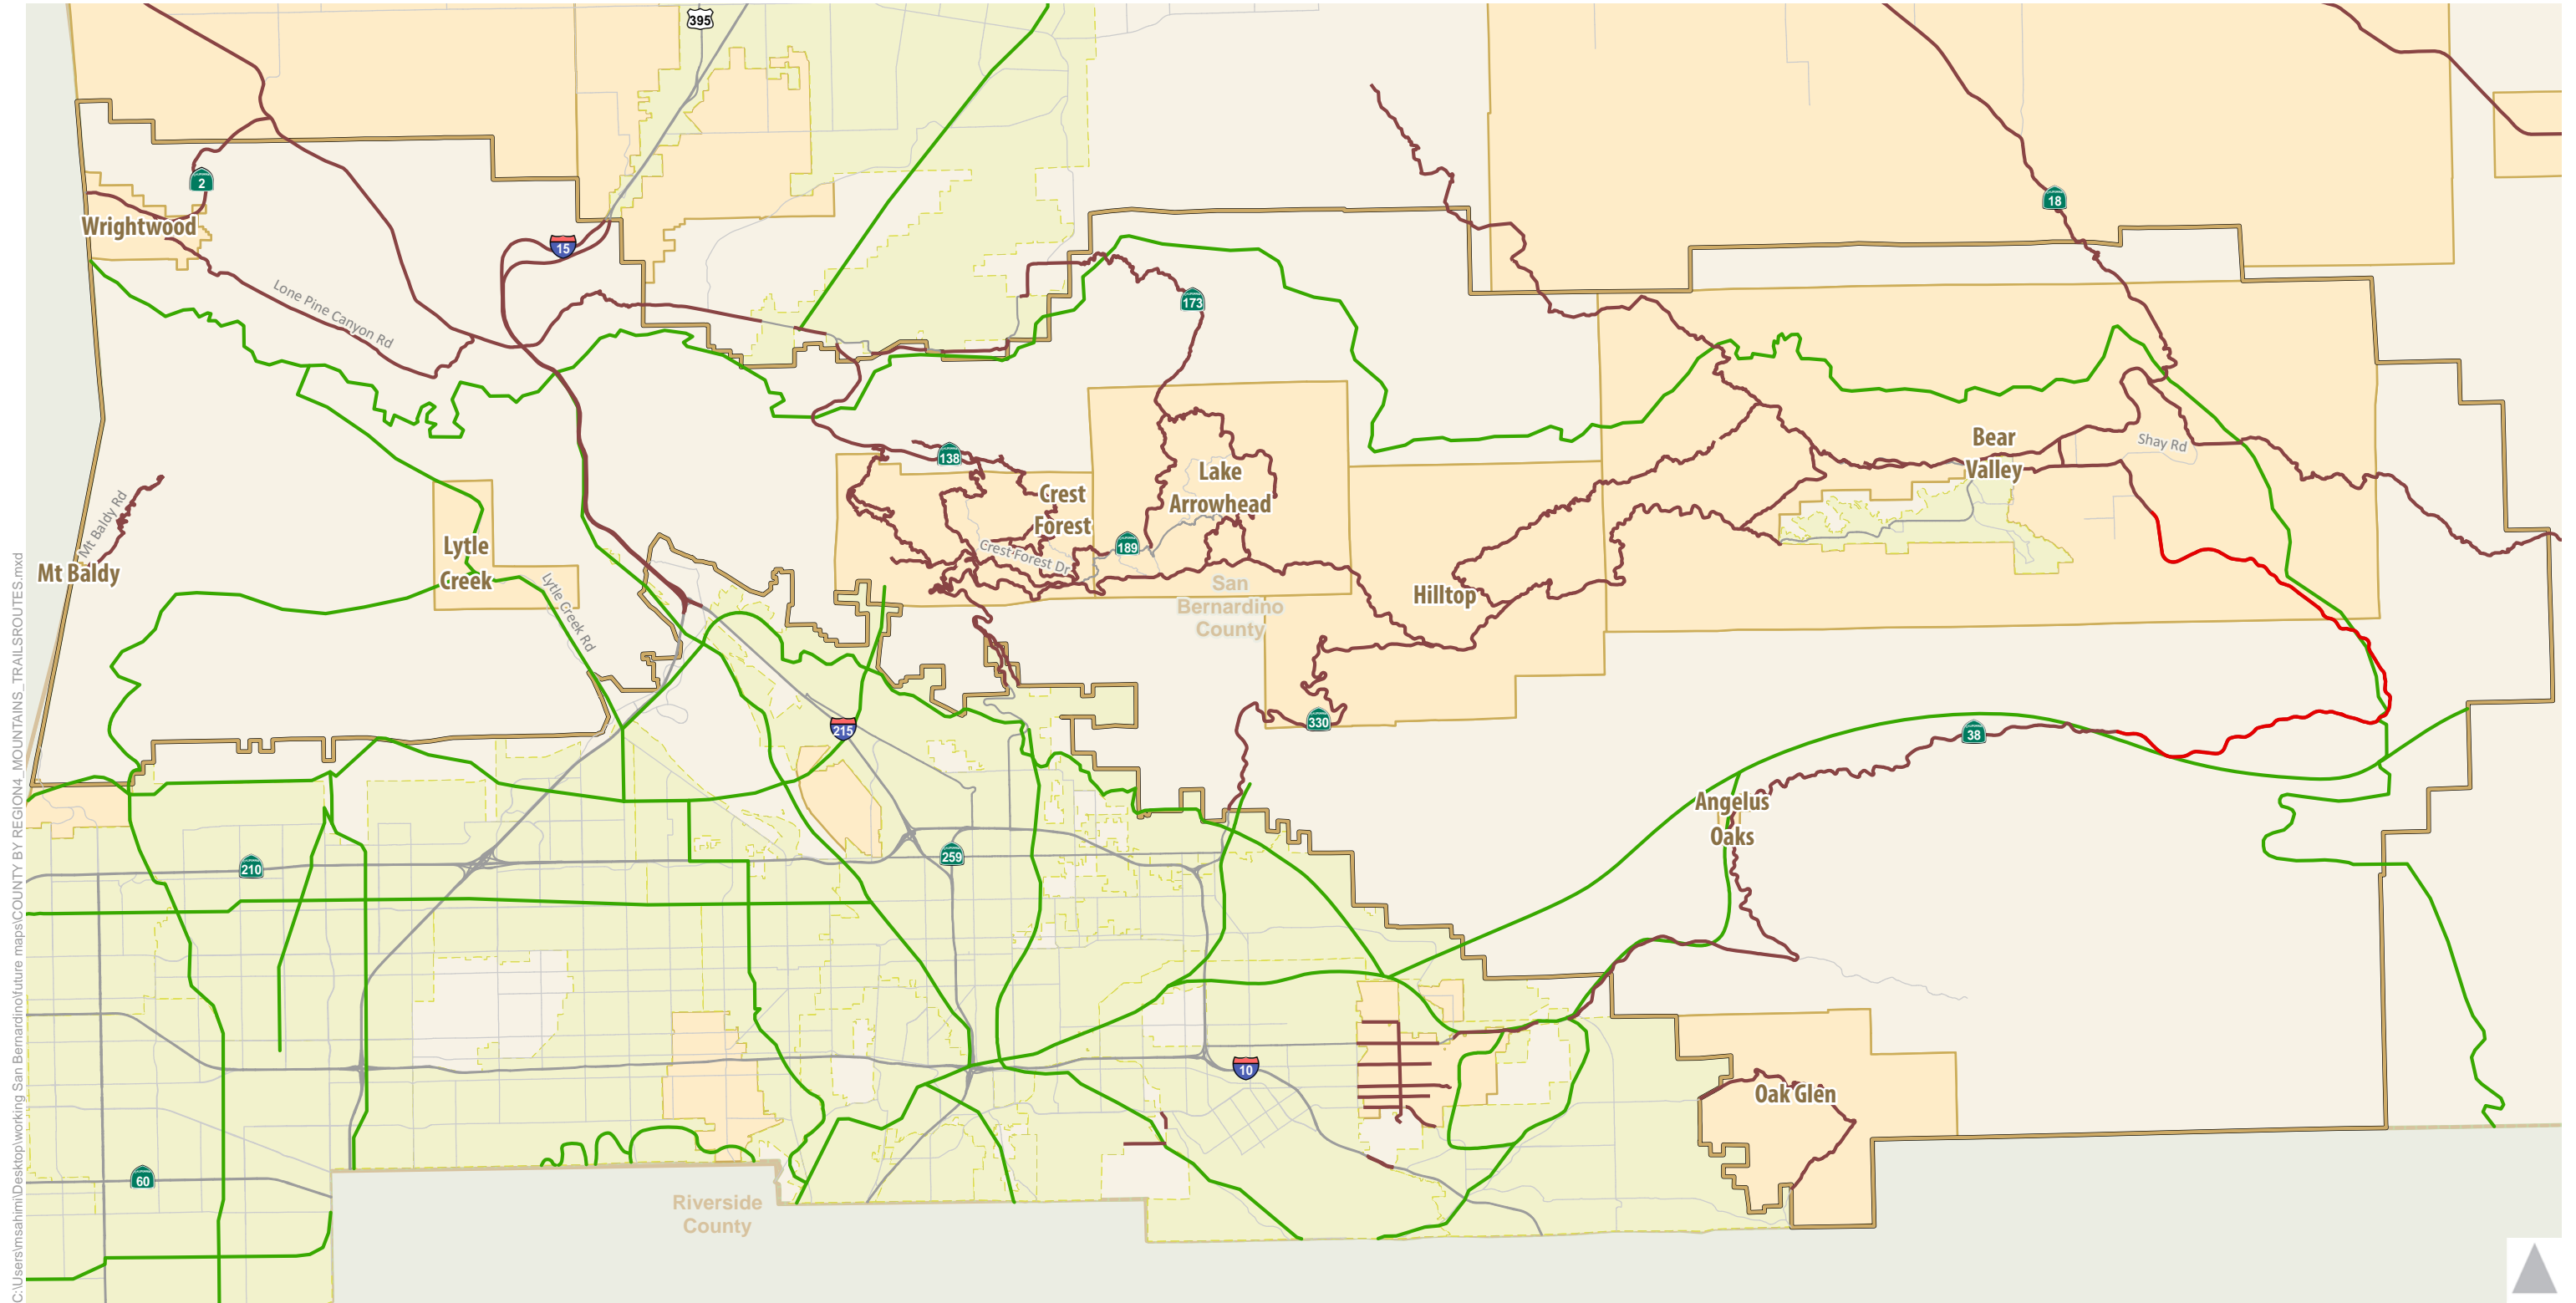 395
2
Wrightwood
15
18
Lone Pine Canyon Rd
173
138
Lake
Arrowhead
Bear
Valley
Shay Rd
Crest
Forest
Crest Forest Dr
189
Mt Baldy Rd
Mt Baldy
Lytle
Creek
Lytle Creek Rd
San
Bernardino
County
Hilltop
330
215
38
Angelus
Oaks
210
259
10
Oak Glen
60
Riverside
County
C:\Users\msahimi\Desktop\working San Bernardino\future maps\COUNTY BY REGION4_MOUNTAINS_TRAILSROUTES.mxd